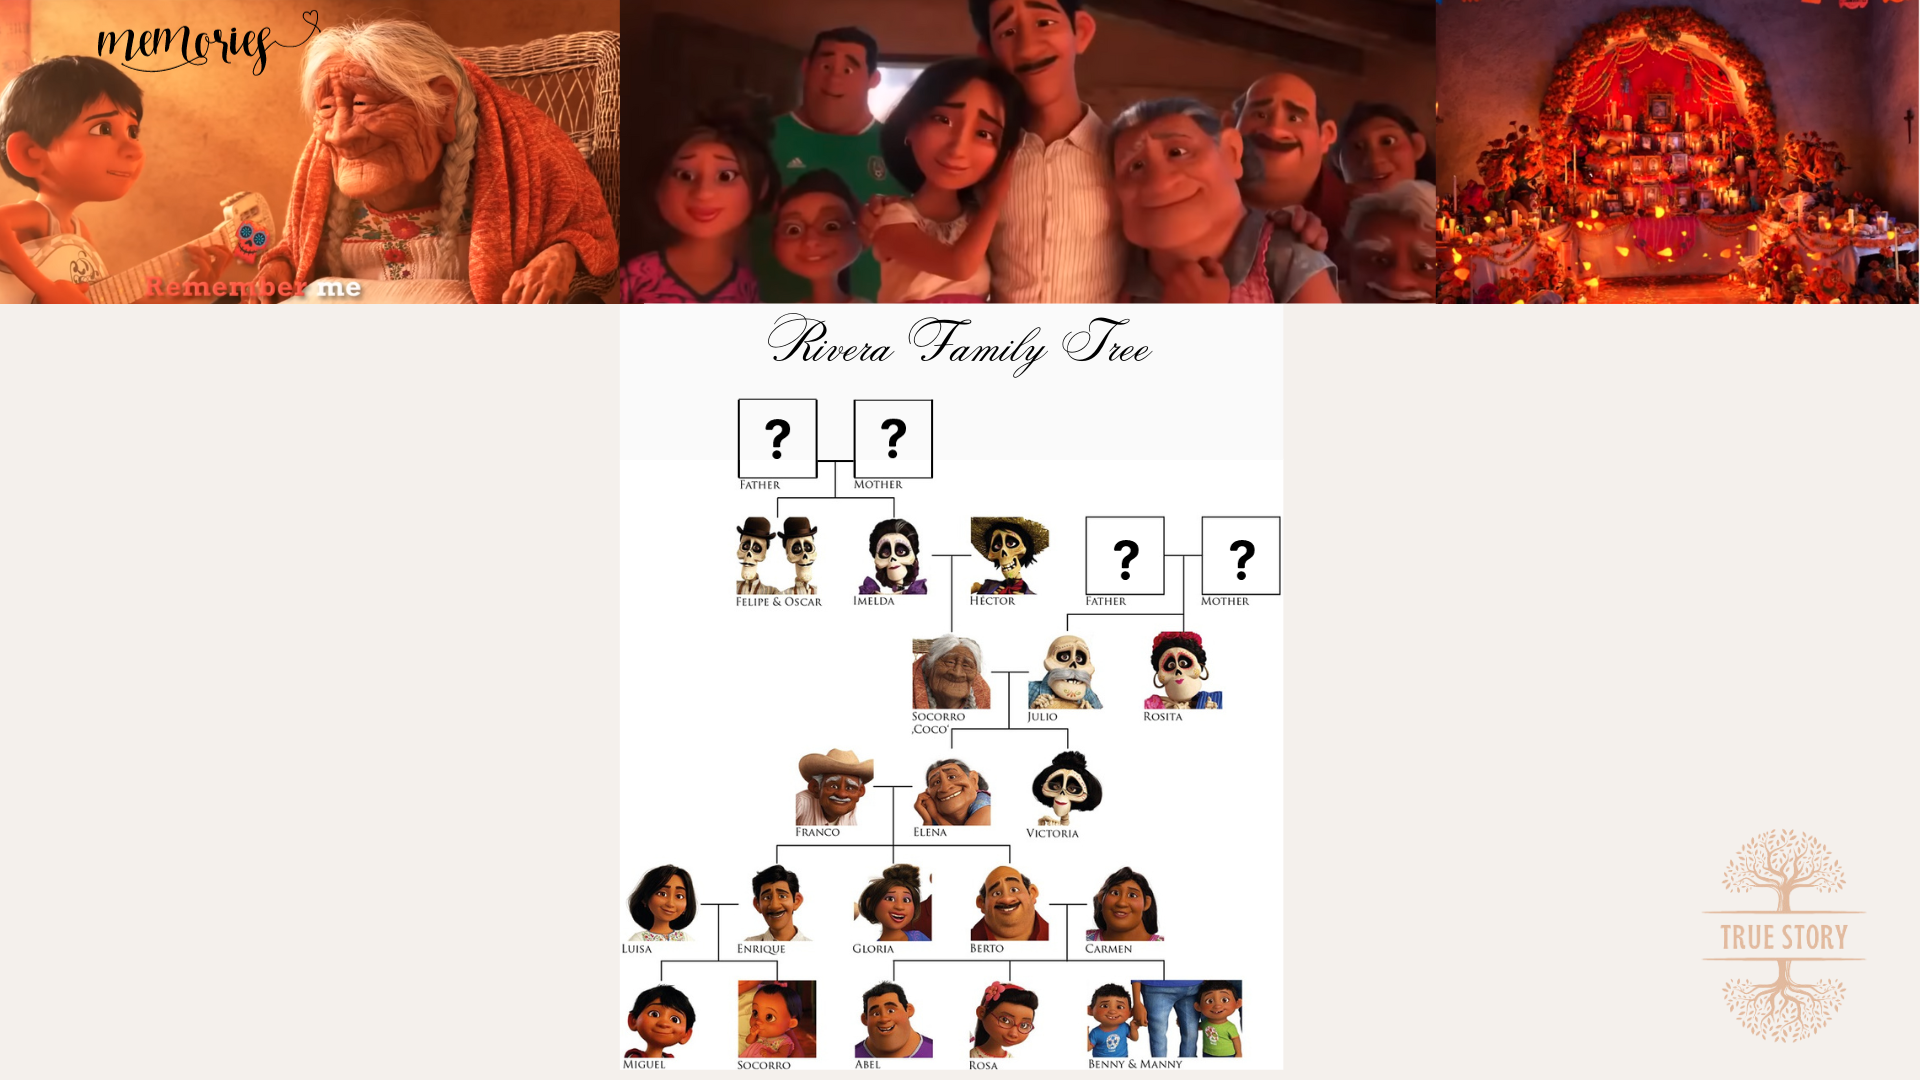 memories
Remember me
Rivera Family Tree
?
?
FATHER
MOTHER
?
?
FELIPE & OSCAR
IMELDA
HÉCTOR
FATHER
MOTHER
SOCORRO
‚COCO‘
JULIO
ROSITA
FRANCO
ELENA
VICTORIA
LUISA
ENRIQUE
GLORIA
BERTO
CARMEN
MIGUEL
SOCORRO
ABEL
ROSA
BENNY & MANNY
TRUE STORY